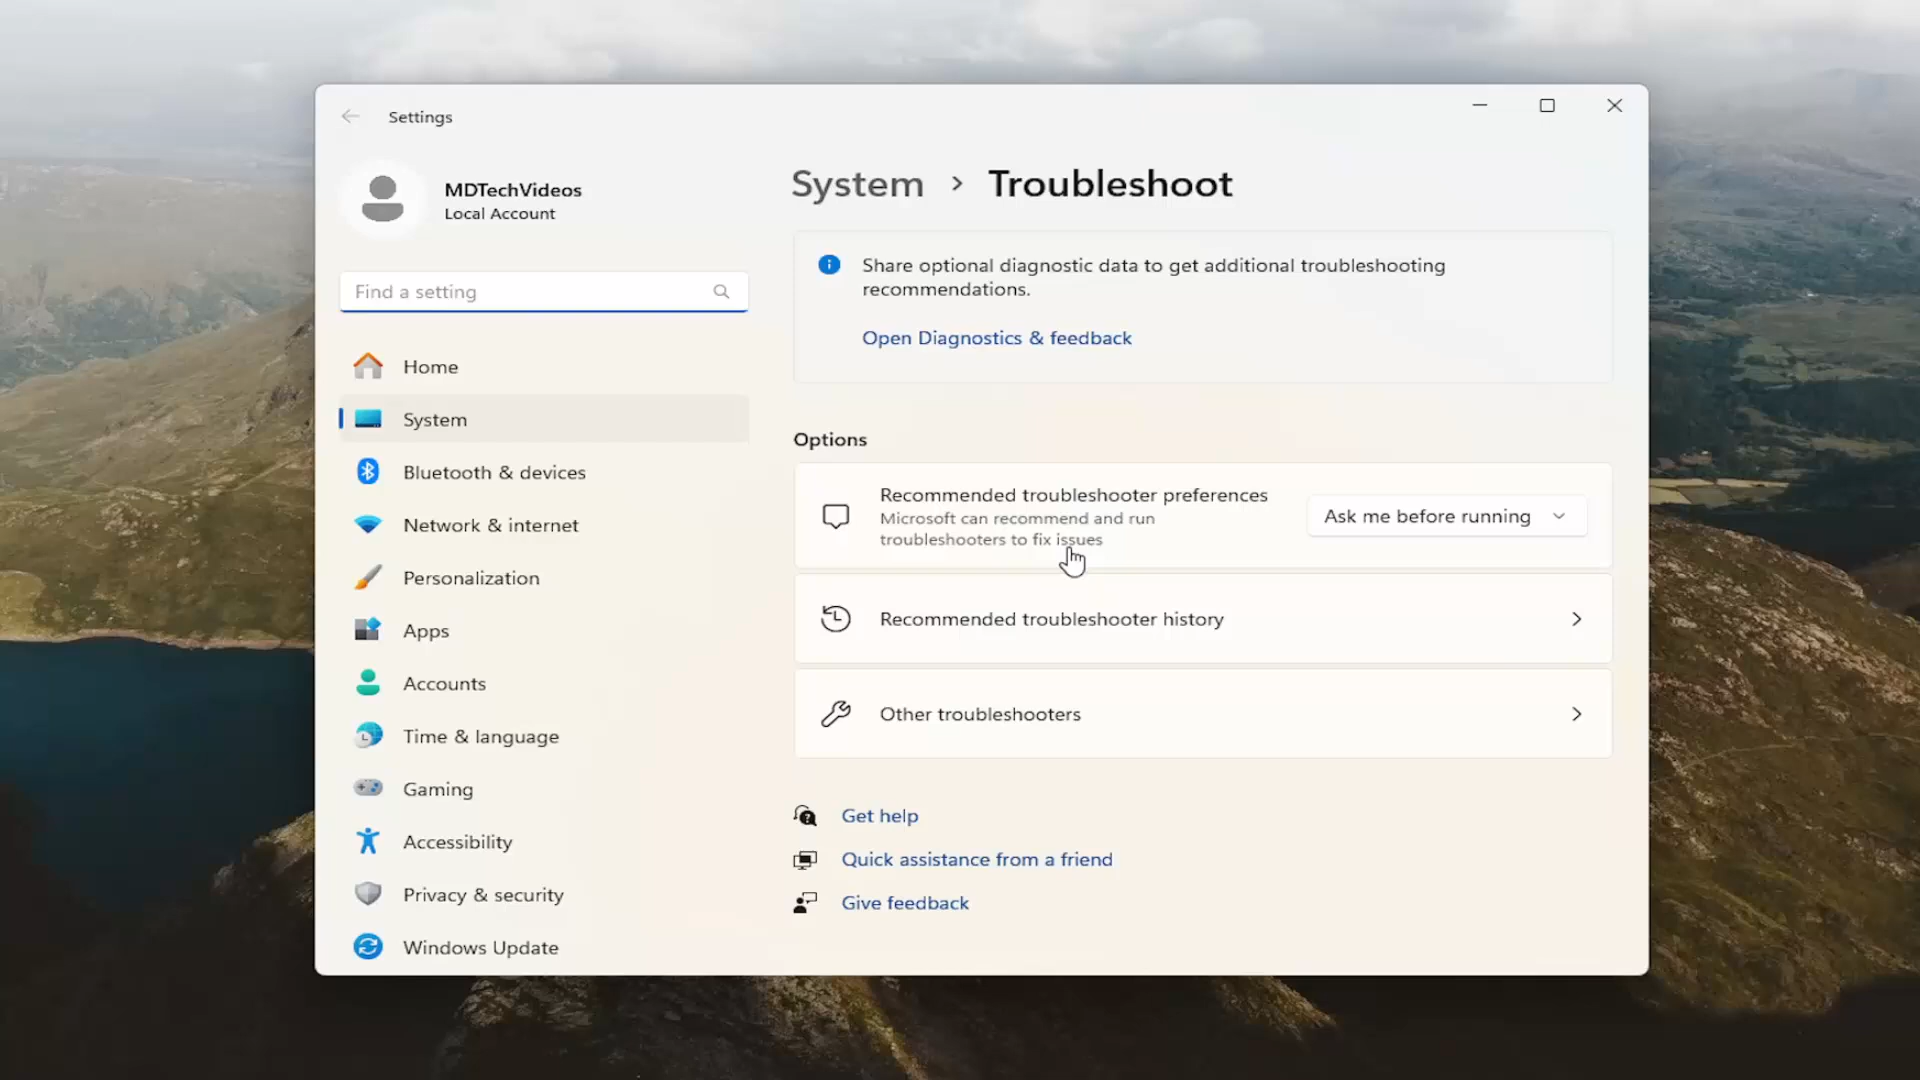 Settings
MDTechVideos
Local Account
Find a setting
Home
System
Bluetooth & devices
Network & internet
Personalization
Apps
Accounts
Time & language
Gaming
Accessibility
Privacy & security
Windows Update
System > Troubleshoot
Share optional diagnostic data to get additional troubleshooting
recommendations.
Open Diagnostics & feedback
Options
Recommended troubleshooter preferences
Microsoft can recommend and run
troubleshooters to fix issues
Ask me before running
Recommended troubleshooter history
Other troubleshooters
Get help
Quick assistance from a friend
Give feedback